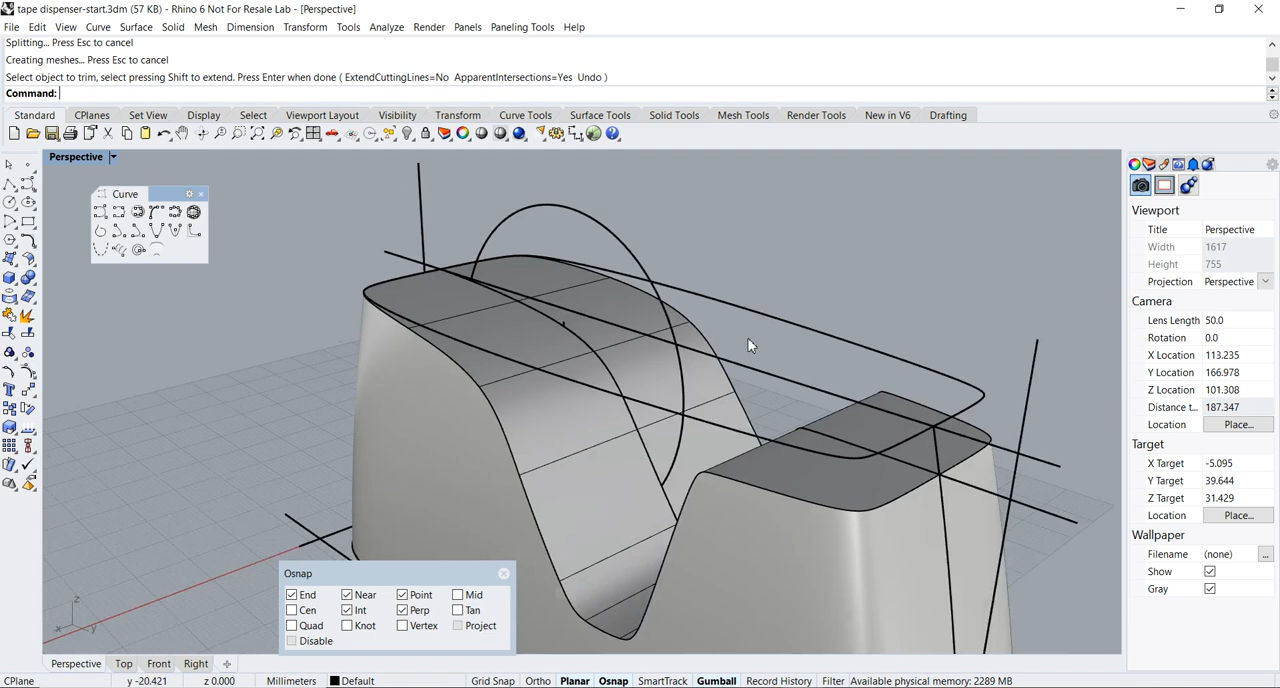 tape dispenser-start.3dm (57 KB) - Rhino 6 Not For Resale Lab - [Perspective]
File Edit View Curve Surface Solid Mesh Dimension Transform Tools Analyze Render Panels Paneling Tools Help
Splitting... Press Esc to cancel
Creating meshes... Press Esc to cancel
Select object to trim, select pressing Shift to extend. Press Enter when done ( ExtendCuttingLines=No ApparentIntersections=Yes Undo )
Command:
Standard CPlanes Set View Display Select Viewport Layout Visibility Transform Curve Tools Surface Tools Solid Tools Mesh Tools Render Tools New in V6 Drafting
Perspective
Curve
Viewport
Title Perspective
Width 1617
Height 755
Projection Perspective
Camera
Lens Length 50.0
Rotation 0.0
X Location 113.235
Y Location 166.978
Z Location 101.308
Distance t... 187.347
Location Place...
Target
X Target -5.095
Y Target 39.644
Z Target 31.429
Location Place...
Wallpaper
Filename (none) ...
Show
Gray
Osnap
End Near Point Mid
Cen Int Perp Tan
Quad Knot Vertex Project
Disable
z
x y
Perspective Top Front Right
CPlane y -20.421 z 0.000 Millimeters Default Grid Snap Ortho Planar Osnap SmartTrack Gumball Record History Filter Available physical memory: 2289 MB